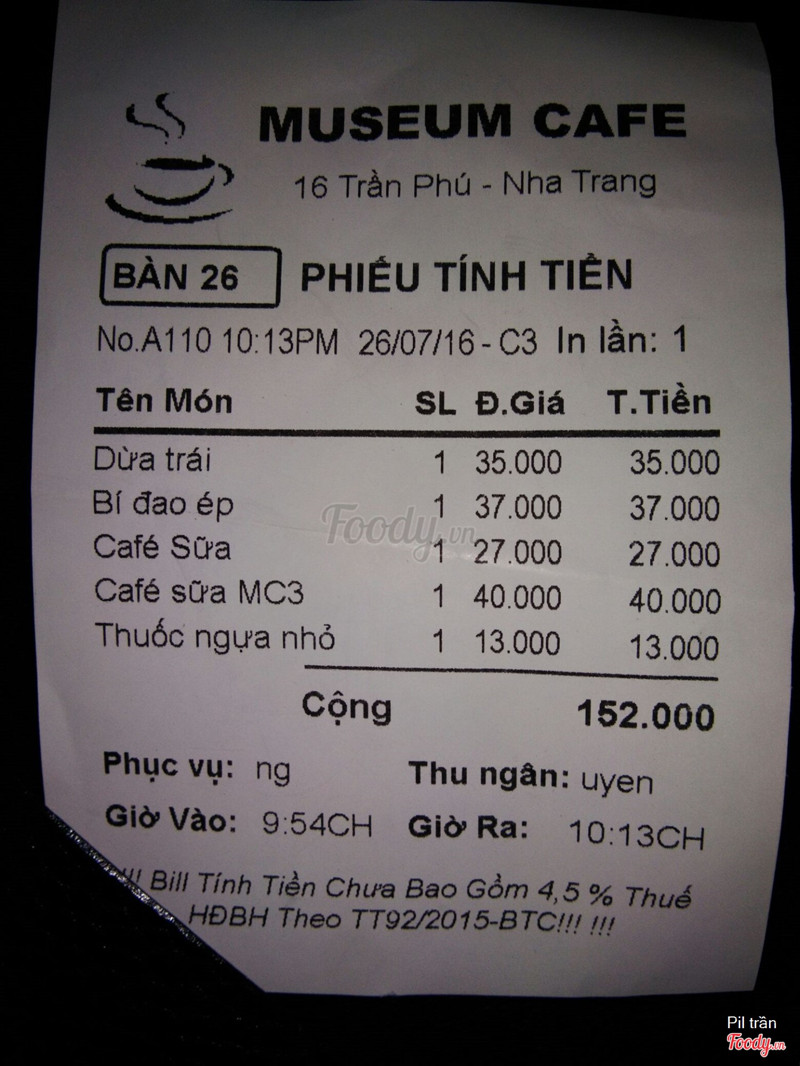 MUSEUM CAFE
16 Trần Phú - Nha Trang
BÀN 26 PHIẾU TÍNH TIỀN
No.A110 10:13PM 26/07/16 - C3 In lần: 1
Tên Món SL Đ.Giá T.Tiền
Dừa trái 1 35.000 35.000
Bí đao ép 1 37.000 37.000
Foody.vn
Café Sữa 1 27.000 27.000
Café sữa MC3 1 40.000 40.000
Thuốc ngựa nhỏ 1 13.000 13.000
Cộng 152.000
Phục vụ: ng Thu ngân: uyen
Giờ Vào: 9:54CH Giờ Ra: 10:13CH
!!! Bill Tính Tiền Chưa Bao Gồm 4,5 % Thuế
HĐBH Theo TT92/2015-BTC!!! !!!
Pil trần
Foody.vn